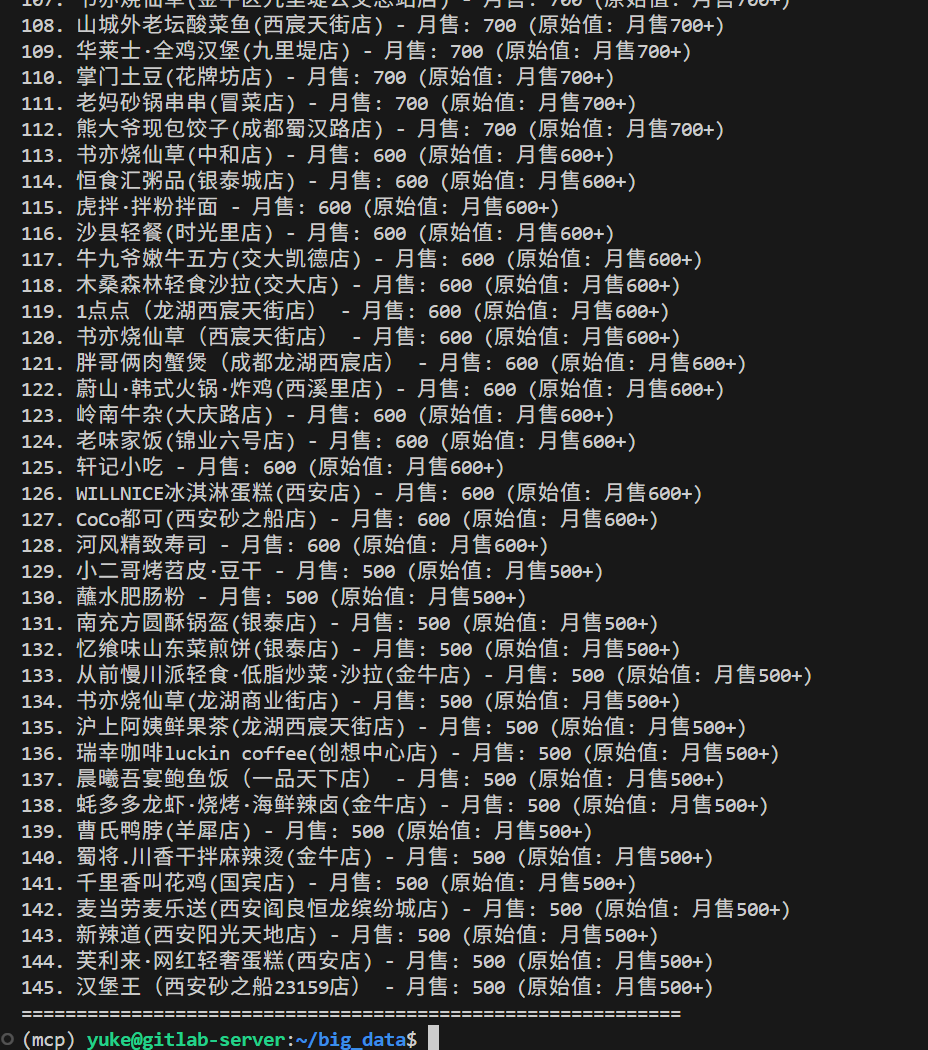 107. 书亦烧仙草(金牛区九里堤公交总站店) - 月售: 700 (原始值: 月售700+)
108. 山城外老坛酸菜鱼(西宸天街店) - 月售: 700 (原始值: 月售700+)
109. 华莱士·全鸡汉堡(九里堤店) - 月售: 700 (原始值: 月售700+)
110. 掌门土豆(花牌坊店) - 月售: 700 (原始值: 月售700+)
111. 老妈砂锅串串(冒菜店) - 月售: 700 (原始值: 月售700+)
112. 熊大爷现包饺子(成都蜀汉路店) - 月售: 700 (原始值: 月售700+)
113. 书亦烧仙草(中和店) - 月售: 600 (原始值: 月售600+)
114. 恒食汇粥品(银泰城店) - 月售: 600 (原始值: 月售600+)
115. 虎拌·拌粉拌面 - 月售: 600 (原始值: 月售600+)
116. 沙县轻餐(时光里店) - 月售: 600 (原始值: 月售600+)
117. 牛九爷嫩牛五方(交大凯德店) - 月售: 600 (原始值: 月售600+)
118. 木桑森林轻食沙拉(交大店) - 月售: 600 (原始值: 月售600+)
119. 1点点（龙湖西宸天街店） - 月售: 600 (原始值: 月售600+)
120. 书亦烧仙草（西宸天街店） - 月售: 600 (原始值: 月售600+)
121. 胖哥俩肉蟹煲（成都龙湖西宸店） - 月售: 600 (原始值: 月售600+)
122. 蔚山·韩式火锅·炸鸡(西溪里店) - 月售: 600 (原始值: 月售600+)
123. 岭南牛杂(大庆路店) - 月售: 600 (原始值: 月售600+)
124. 老味家饭(锦业六号店) - 月售: 600 (原始值: 月售600+)
125. 轩记小吃 - 月售: 600 (原始值: 月售600+)
126. WILLNICE冰淇淋蛋糕(西安店) - 月售: 600 (原始值: 月售600+)
127. CoCo都可(西安砂之船店) - 月售: 600 (原始值: 月售600+)
128. 河风精致寿司 - 月售: 600 (原始值: 月售600+)
129. 小二哥烤苕皮·豆干 - 月售: 500 (原始值: 月售500+)
130. 蘸水肥肠粉 - 月售: 500 (原始值: 月售500+)
131. 南充方圆酥锅盔(银泰店) - 月售: 500 (原始值: 月售500+)
132. 忆飨味山东菜煎饼(银泰店) - 月售: 500 (原始值: 月售500+)
133. 从前慢川派轻食·低脂炒菜·沙拉(金牛店) - 月售: 500 (原始值: 月售500+)
134. 书亦烧仙草(龙湖商业街店) - 月售: 500 (原始值: 月售500+)
135. 沪上阿姨鲜果茶(龙湖西宸天街店) - 月售: 500 (原始值: 月售500+)
136. 瑞幸咖啡luckin coffee(创想中心店) - 月售: 500 (原始值: 月售500+)
137. 晨曦吾宴鲍鱼饭（一品天下店） - 月售: 500 (原始值: 月售500+)
138. 蚝多多龙虾·烧烤·海鲜辣卤(金牛店) - 月售: 500 (原始值: 月售500+)
139. 曹氏鸭脖(羊犀店) - 月售: 500 (原始值: 月售500+)
140. 蜀将.川香干拌麻辣烫(金牛店) - 月售: 500 (原始值: 月售500+)
141. 千里香叫花鸡(国宾店) - 月售: 500 (原始值: 月售500+)
142. 麦当劳麦乐送(西安阎良恒龙缤纷城店) - 月售: 500 (原始值: 月售500+)
143. 新辣道(西安阳光天地店) - 月售: 500 (原始值: 月售500+)
144. 芙利来·网红轻奢蛋糕(西安店) - 月售: 500 (原始值: 月售500+)
145. 汉堡王（西安砂之船23159店） - 月售: 500 (原始值: 月售500+)
============================================================
(mcp) yuke@gitlab-server:~/big_data$